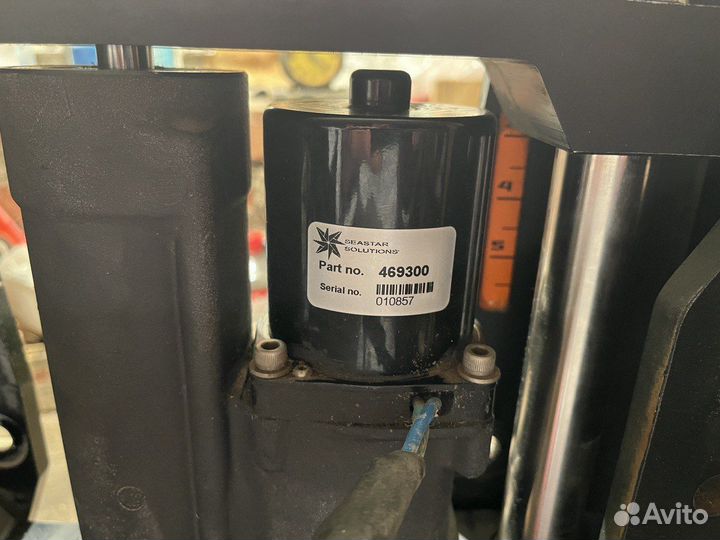 4
5
SEASTAR
SOLUTIONS
Part no. 469300
Serial no.
010857
Avito